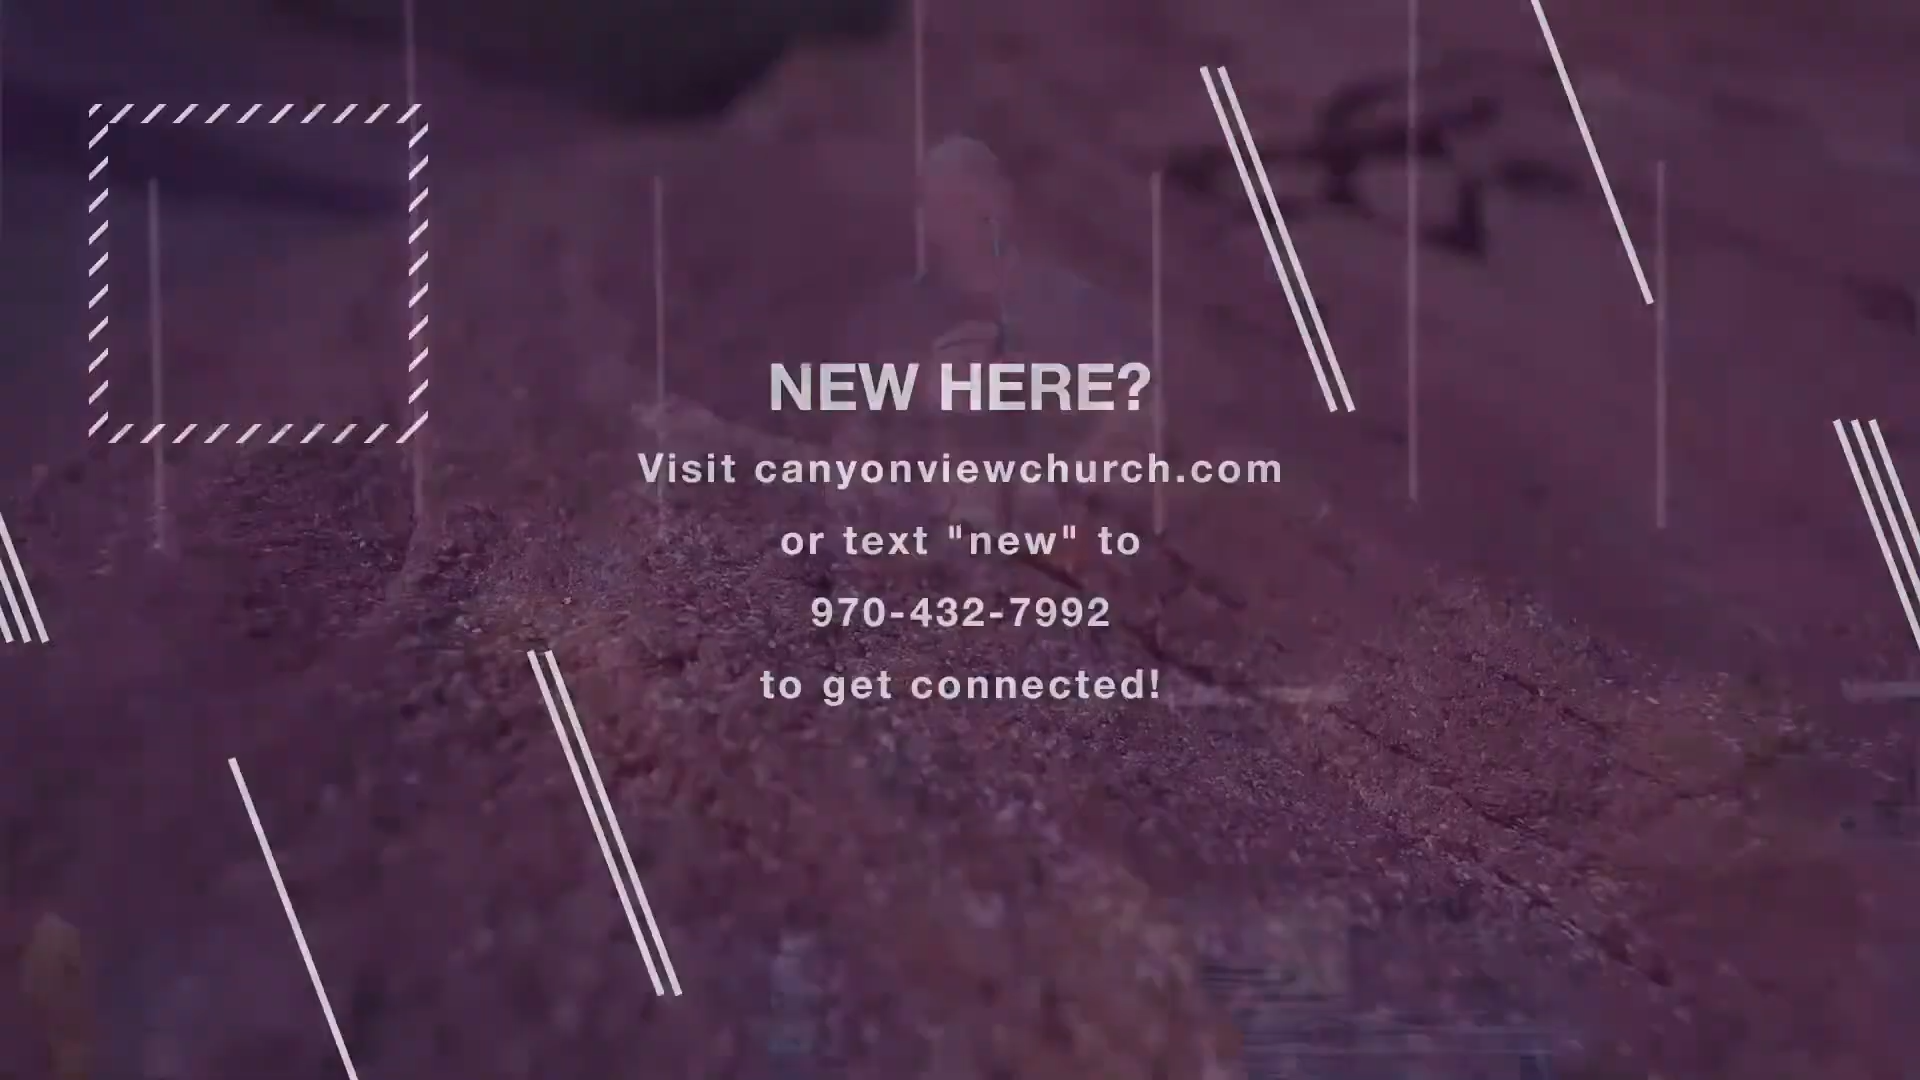 NEW HERE?
Visit canyonviewchurch.com
or text "new" to
970-432-7992
to get connected!